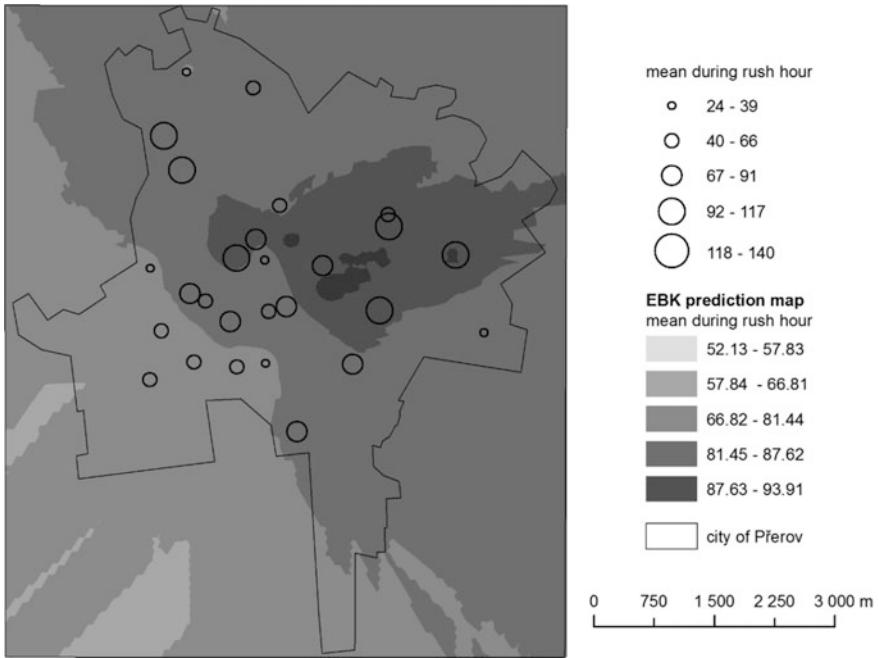 mean during rush hour
24 - 39
40 - 66
67 - 91
92 - 117
118 - 140
EBK prediction map
mean during rush hour
52.13 - 57.83
57.84 - 66.81
66.82 - 81.44
81.45 - 87.62
87.63 - 93.91
city of Přerov
0 750 1 500 2 250 3 000 m